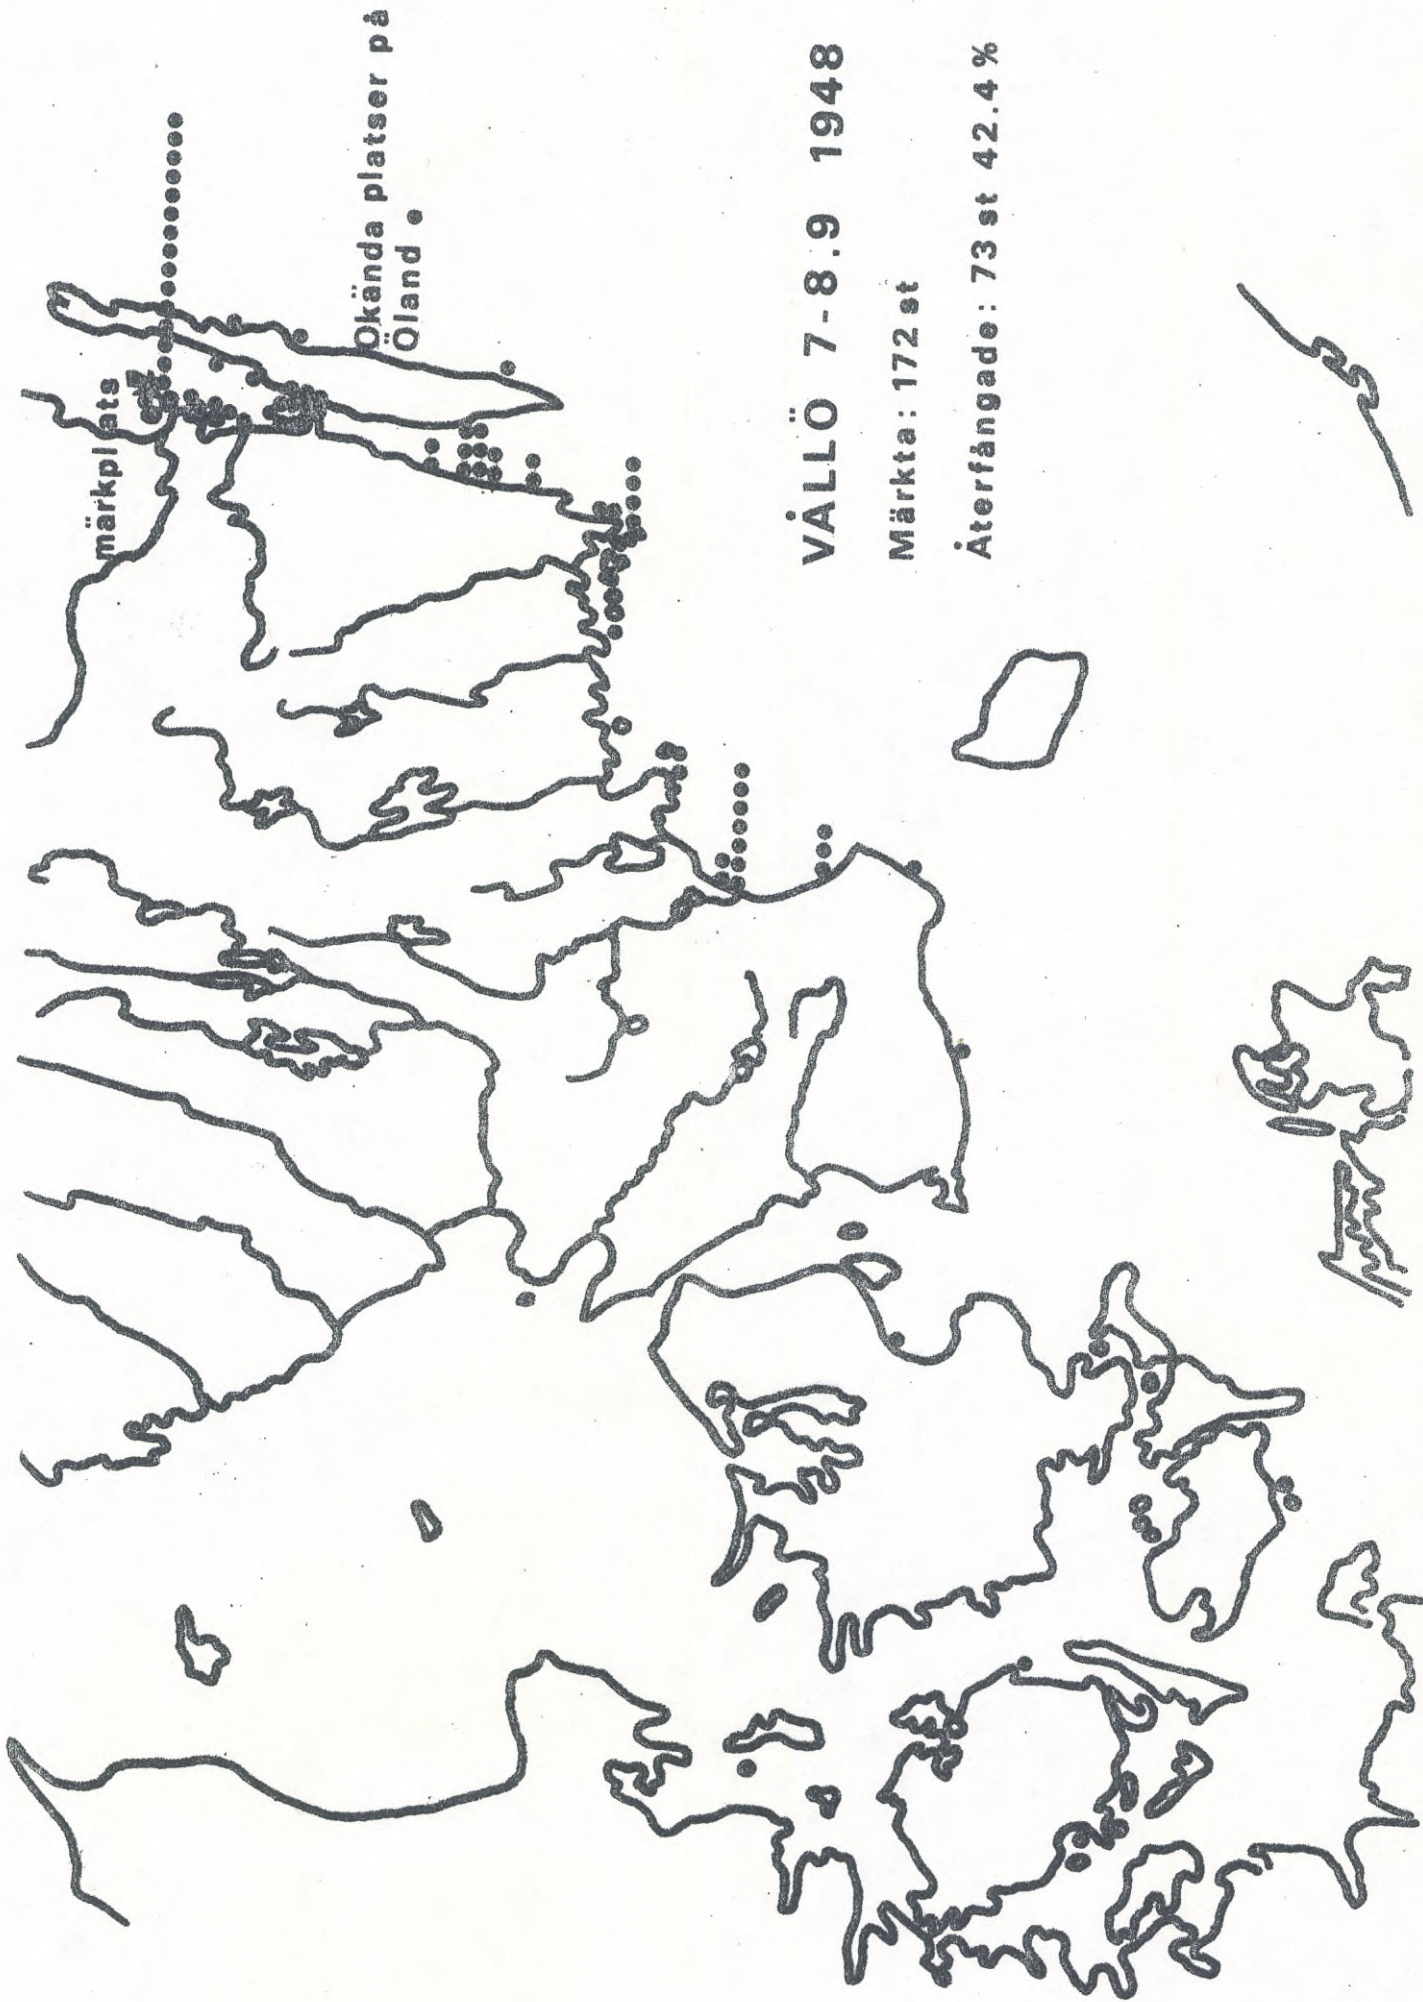 märkplats
Okända platser på
Öland
VÅLLÖ 7-8.9 1948
Märkta: 172 st
Återfångade: 73 st 42.4%